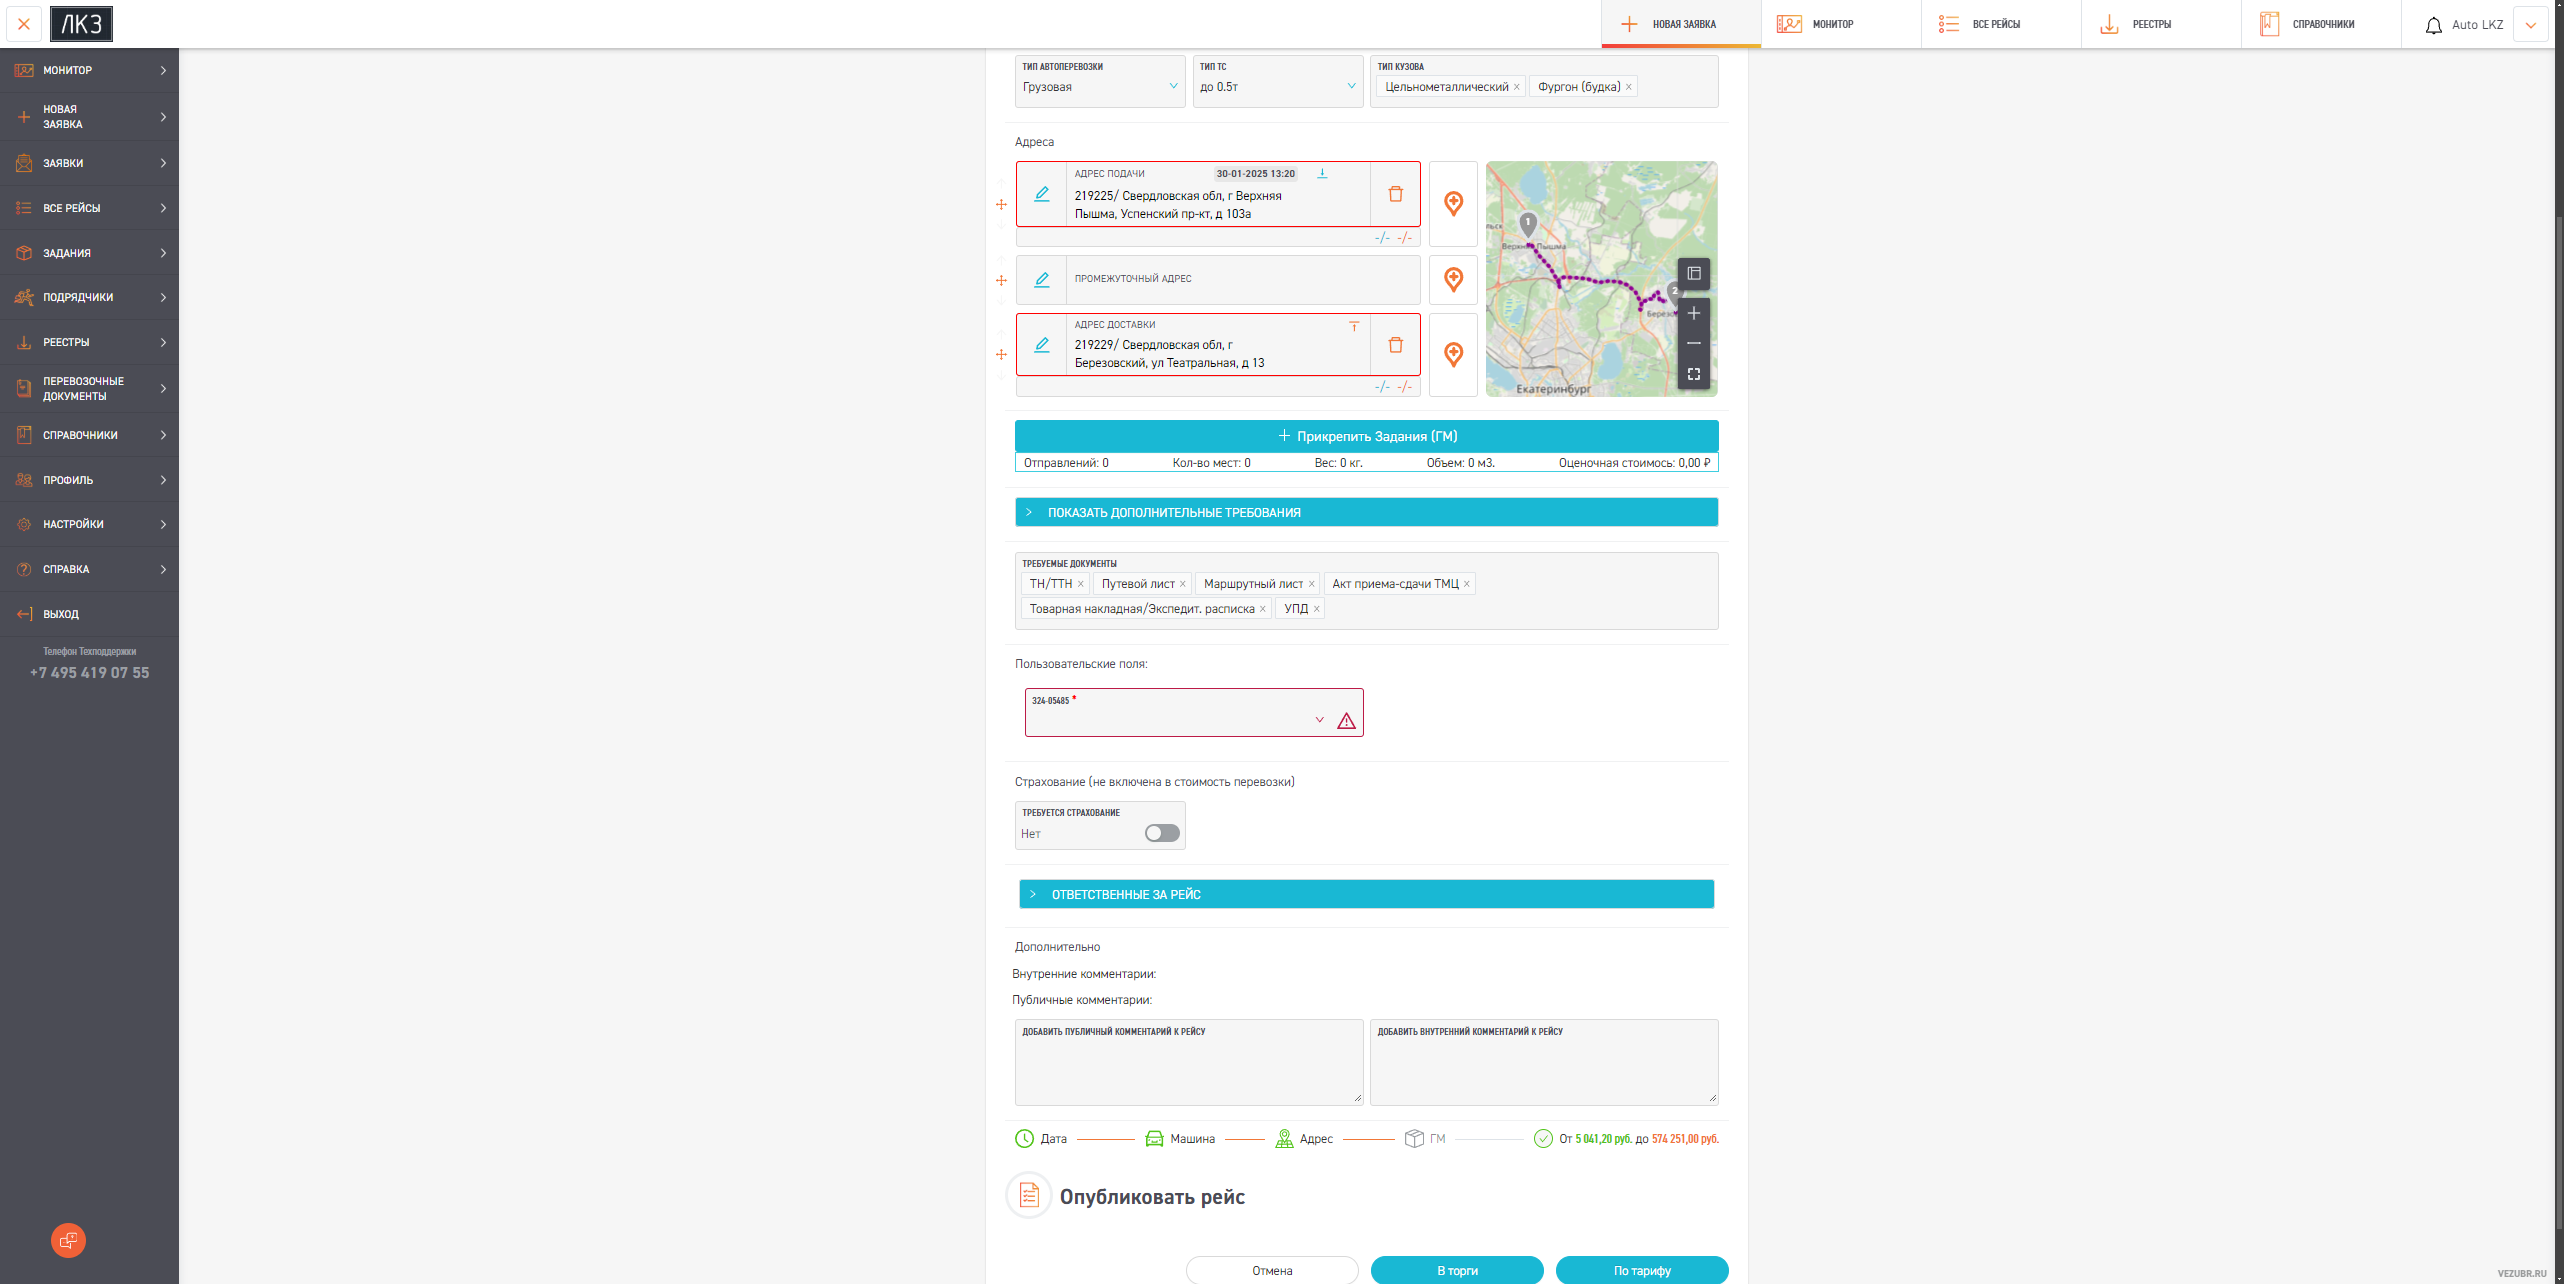 ЛКЗ
НОВАЯ ЗАЯВКА
МОНИТОР
ВСЕ РЕЙСЫ
РЕЕСТРЫ
СПРАВОЧНИКИ
Auto LKZ
МОНИТОР
НОВАЯ
ЗАЯВКА
ЗАЯВКИ
ВСЕ РЕЙСЫ
ЗАДАНИЯ
ПОДРЯДЧИКИ
РЕЕСТРЫ
ПЕРЕВОЗОЧНЫЕ
ДОКУМЕНТЫ
СПРАВОЧНИКИ
ПРОФИЛЬ
НАСТРОЙКИ
СПРАВКА
ВЫХОД
Телефон Техподдержки
+7 495 419 07 55
ТИП АВТОПЕРЕВОЗКИ
Грузовая
ТИП ТС
до 0.5т
ТИП КУЗОВА
Цельнометаллический × Фургон (будка) ×
Адреса
АДРЕС ПОДАЧИ 30-01-2025 13:20
219225/ Свердловская обл, г Верхняя
Пышма, Успенский пр-кт, д 103а
-/- -/-
ПРОМЕЖУТОЧНЫЙ АДРЕС
АДРЕС ДОСТАВКИ
219229/ Свердловская обл, г
Березовский, ул Театральная, д 13
-/- -/-
1
Верхняя Пышма
2
Берёзов
Екатеринбург
Прикрепить Задания (ГМ)
Отправлений: 0 Кол-во мест: 0 Вес: 0 кг. Объем: 0 м3. Оценочная стоимось: 0,00 ₽
ПОКАЗАТЬ ДОПОЛНИТЕЛЬНЫЕ ТРЕБОВАНИЯ
ТРЕБУЕМЫЕ ДОКУМЕНТЫ
ТН/ТТН × Путевой лист × Маршрутный лист × Акт приема-сдачи ТМЦ ×
Товарная накладная/Экспедит. расписка × УПД ×
Пользовательские поля:
324-05485 *
Страхование (не включена в стоимость перевозки)
ТРЕБУЕТСЯ СТРАХОВАНИЕ
Нет
ОТВЕТСТВЕННЫЕ ЗА РЕЙС
Дополнительно
Внутренние комментарии:
Публичные комментарии:
ДОБАВИТЬ ПУБЛИЧНЫЙ КОММЕНТАРИЙ К РЕЙСУ
ДОБАВИТЬ ВНУТРЕННИЙ КОММЕНТАРИЙ К РЕЙСУ
Дата Машина Адрес ГМ От 5 041,20 руб. до 574 251,00 руб.
Опубликовать рейс
Отмена
В торги
По тарифу
VEZUBR.RU